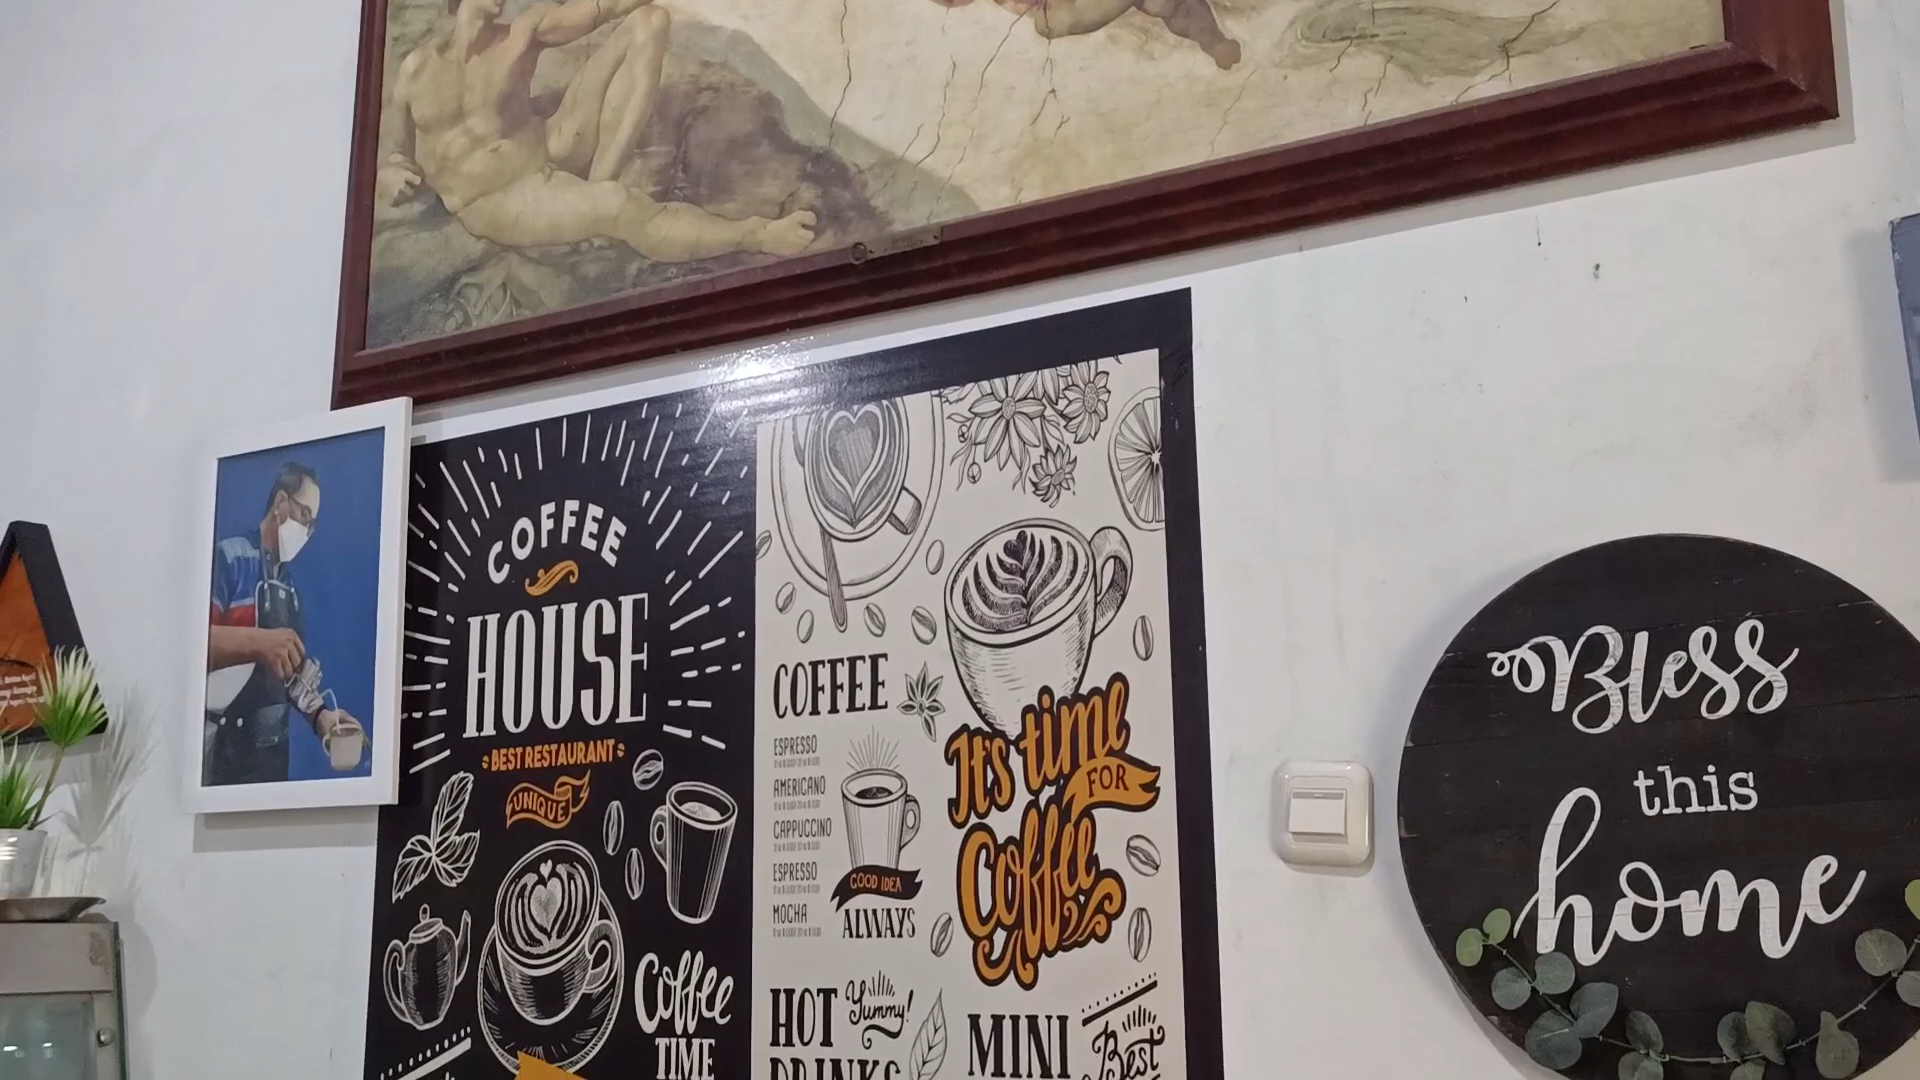 COFFEE
HOUSE
BEST RESTAURANT
UNIQUE
Coffee
TIME
COFFEE
ESPRESSO
AMERICANO
CAPPUCCINO
ESPRESSO
MOCHA
GOOD IDEA
ALWAYS
It's time
FOR
Coffee
HOT
Yummy!
DRINKS
MINI
Best
Bless
this
home